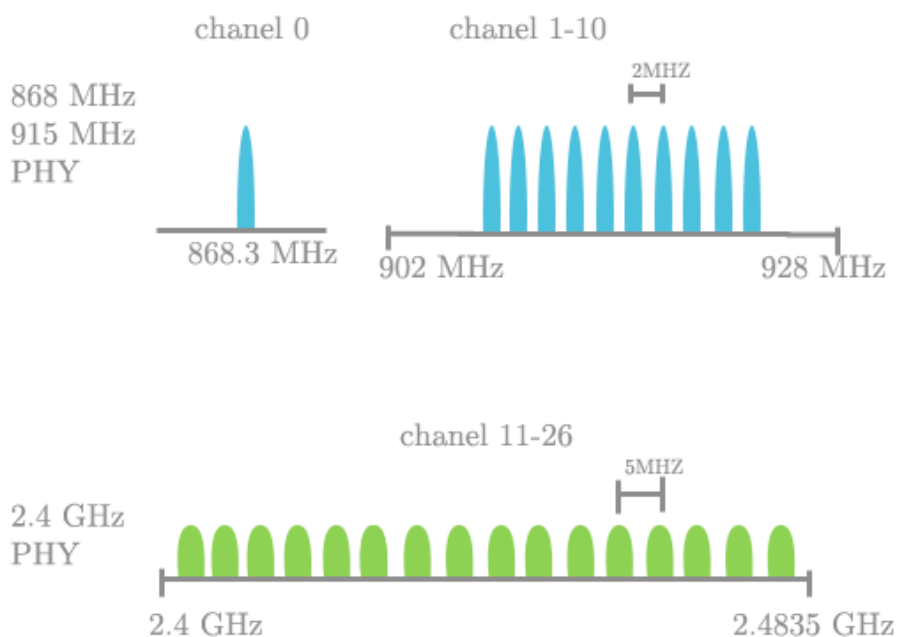 chanel 0
chanel 1-10
2MHZ
868 MHz
915 MHz
PHY
868.3 MHz
902 MHz
928 MHz
chanel 11-26
5MHZ
2.4 GHz
PHY
2.4 GHz
2.4835 GHz